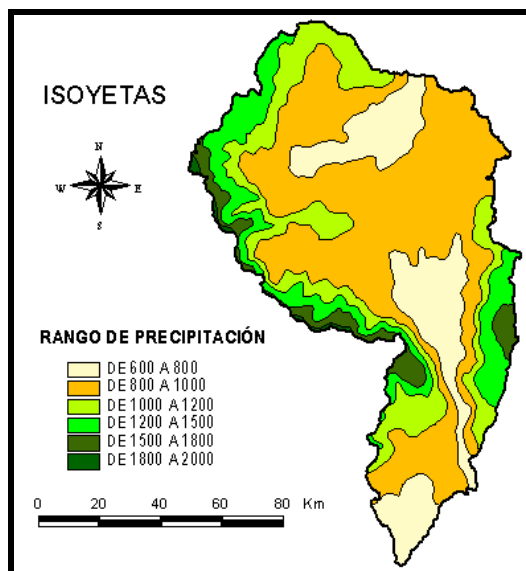 ISOYETAS
N
W E
S
RANGO DE PRECIPITACIÓN
DE 600 A 800
DE 800 A 1000
DE 1000 A 1200
DE 1200 A 1500
DE 1500 A 1800
DE 1800 A 2000
0 20 40 60 80 Km